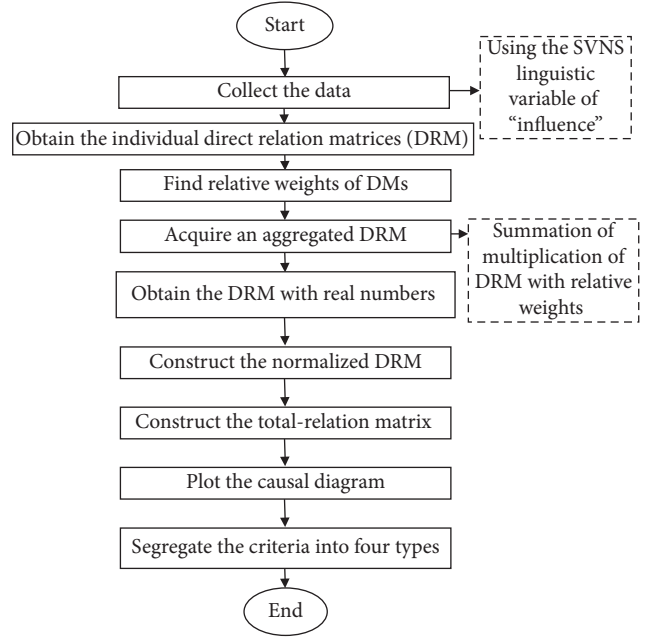 Start
Collect the data
Using the SVNS
linguistic
variable of
“influence”
Obtain the individual direct relation matrices (DRM)
Find relative weights of DMs
Acquire an aggregated DRM
Summation of
multiplication of
DRM with relative
weights
Obtain the DRM with real numbers
Construct the normalized DRM
Construct the total-relation matrix
Plot the causal diagram
Segregate the criteria into four types
End